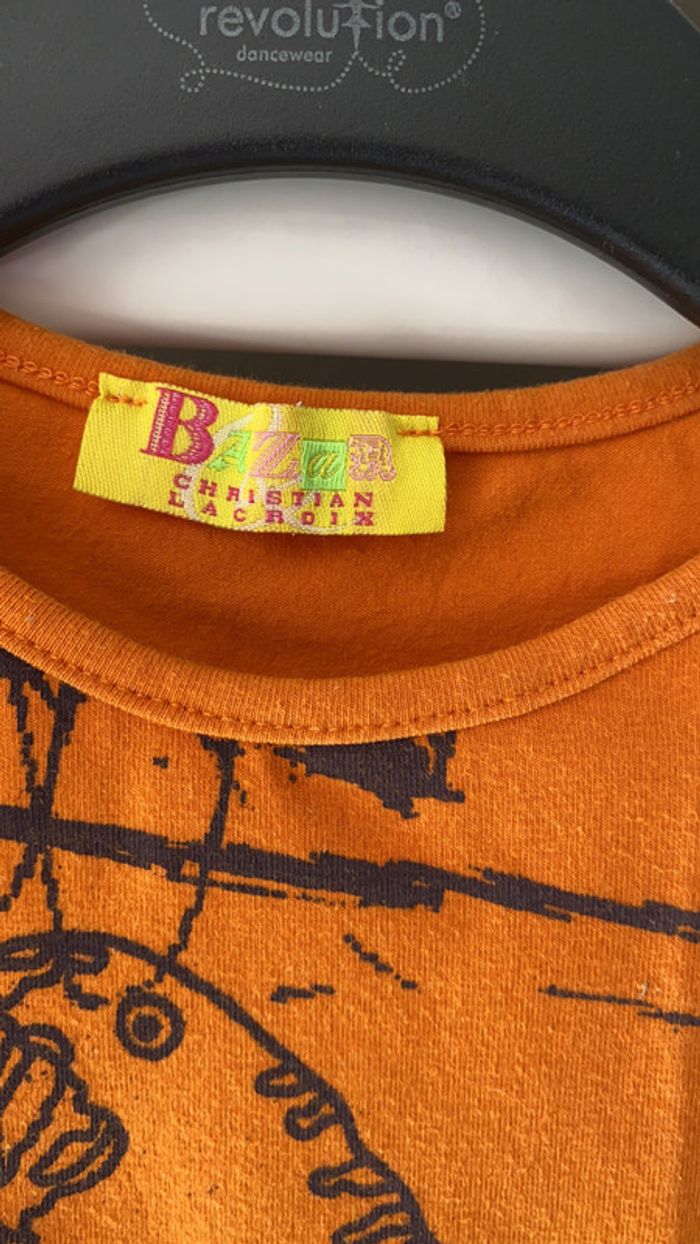 revolution®
dancewear
BAZAR
CHRISTIAN
LACROIX